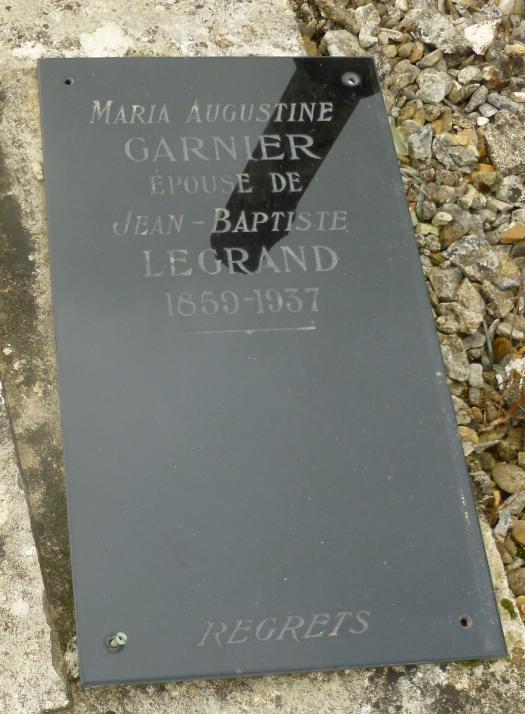 MARIA AUGUSTINE
GARNIER
ÉPOUSE DE
JEAN-BAPTISTE
LEGRAND
1859-1937
REGRETS